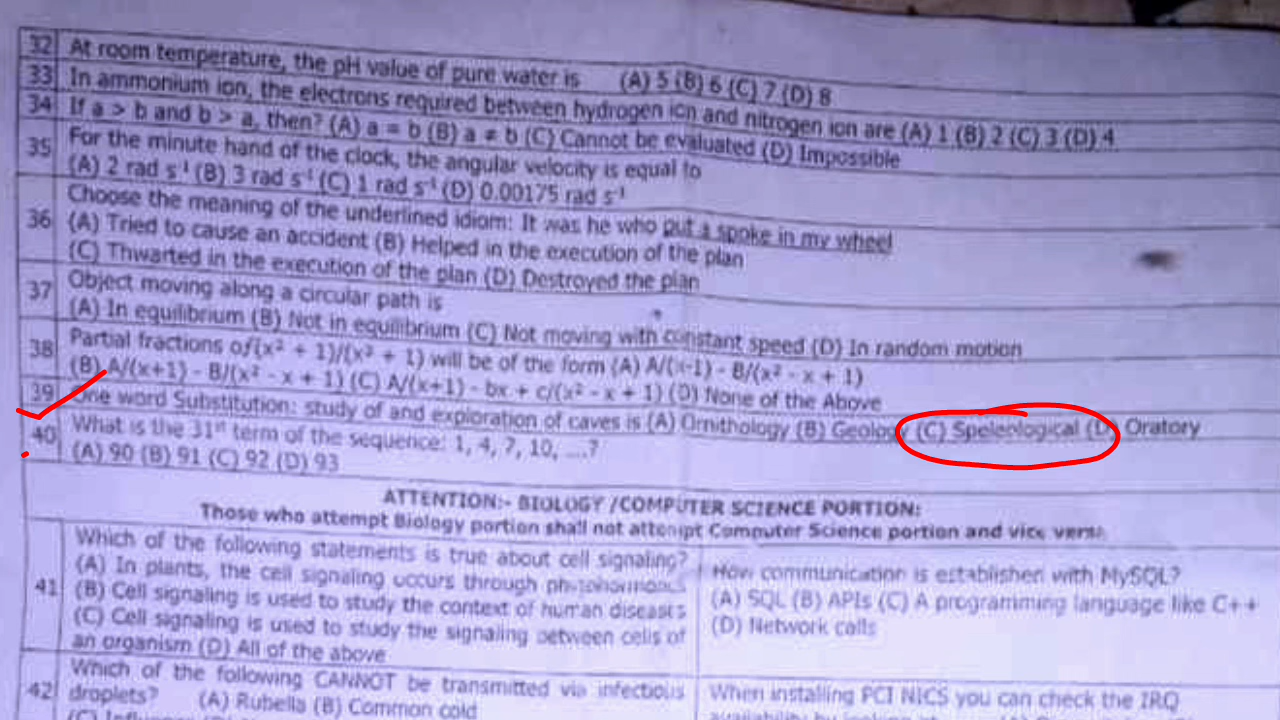 32 At room temperature, the pH value of pure water is (A) 5 (B) 6 (C) 7 (D) 8
33 In ammonium ion, the electrons required between hydrogen ion and nitrogen ion are (A) 1 (B) 2 (C) 3 (D) 4
34 If a > b and b > a, then? (A) a = b (B) a ≠ b (C) Cannot be evaluated (D) Impossible
35 For the minute hand of the clock, the angular velocity is equal to
(A) 2 rad s⁻¹ (B) 3 rad s⁻¹ (C) 1 rad s⁻¹ (D) 0.00175 rad s⁻¹
36 Choose the meaning of the underlined idiom: It was he who put a spoke in my wheel
(A) Tried to cause an accident (B) Helped in the execution of the plan
(C) Thwarted in the execution of the plan (D) Destroyed the plan
37 Object moving along a circular path is
(A) In equilibrium (B) Not in equilibrium (C) Not moving with constant speed (D) In random motion
38 Partial fractions of (x² + 1)/(x³ + 1) will be of the form (A) A/(x-1) - B/(x² - x + 1)
(B) A/(x+1) - B/(x² - x + 1) (C) A/(x+1) - bx + c/(x² - x + 1) (D) None of the Above
39 One word Substitution: study of and exploration of caves is (A) Ornithology (B) Geology (C) Speleological (D) Oratory
40 What is the 31st term of the sequence: 1, 4, 7, 10, ....?
(A) 90 (B) 91 (C) 92 (D) 93
ATTENTION:- BIOLOGY /COMPUTER SCIENCE PORTION:
Those who attempt Biology portion shall not attempt Computer Science portion and vice versa
41 Which of the following statements is true about cell signaling?
(A) In plants, the cell signaling occurs through phytohormones
(B) Cell signaling is used to study the context of human diseases
(C) Cell signaling is used to study the signaling between cells of
an organism (D) All of the above
How communication is established with MySQL?
(A) SQL (B) APIs (C) A programming language like C++
(D) Network calls
42 Which of the following CANNOT be transmitted via infectious
droplets? (A) Rubella (B) Common cold
When installing PCI NICS you can check the IRQ